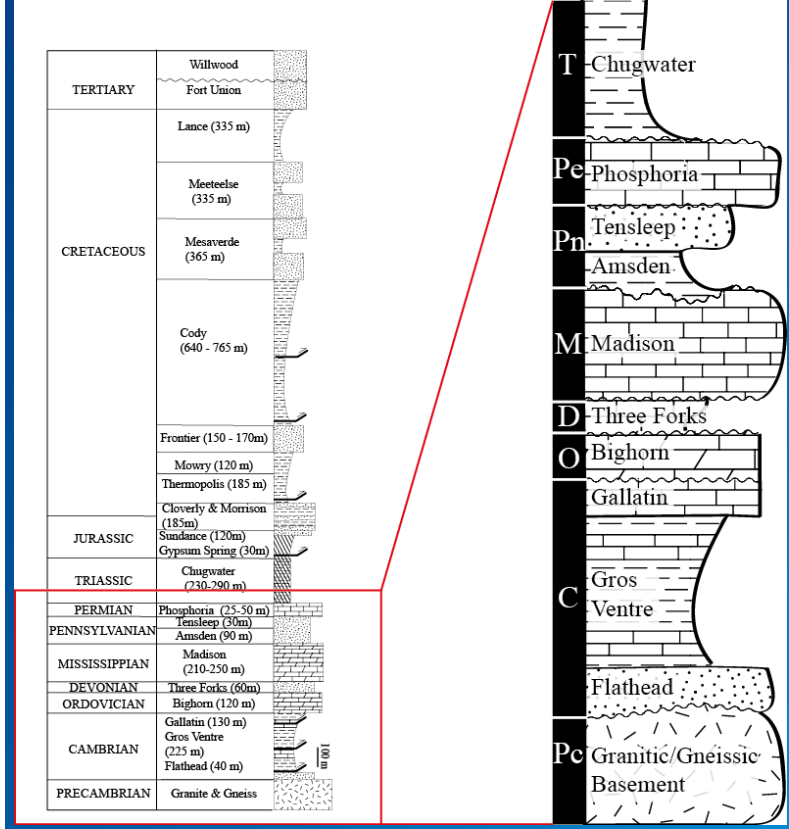 Willwood
TERTIARY
Fort Union
Lance (335 m)
Meeteelse
(335 m)
Mesaverde
(365 m)
CRETACEOUS
Cody
(640 - 765 m)
Frontier (150 - 170m)
Mowry (120 m)
Thermopolis (185 m)
Cloverly & Morrison
(185m)
JURASSIC
Sundance (120m)
Gypsum Spring (30m)
TRIASSIC
Chugwater
(230-290 m)
PERMIAN
Phosphoria (25-50 m)
PENNSYLVANIAN
Tensleep (30m)
Amsden (90 m)
MISSISSIPPIAN
Madison
(210-250 m)
DEVONIAN
Three Forks (60m)
ORDOVICIAN
Bighorn (120 m)
CAMBRIAN
Gallatin (130 m)
Gros Ventre
(225 m)
Flathead (40 m)
100 m
PRECAMBRIAN
Granite & Gneiss
T
Chugwater
Pe
Phosphoria
Pn
Tensleep
Amsden
M
Madison
D
Three Forks
O
Bighorn
C
Gallatin
Gros
Ventre
Flathead
Pc
Granitic/Gneissic
Basement